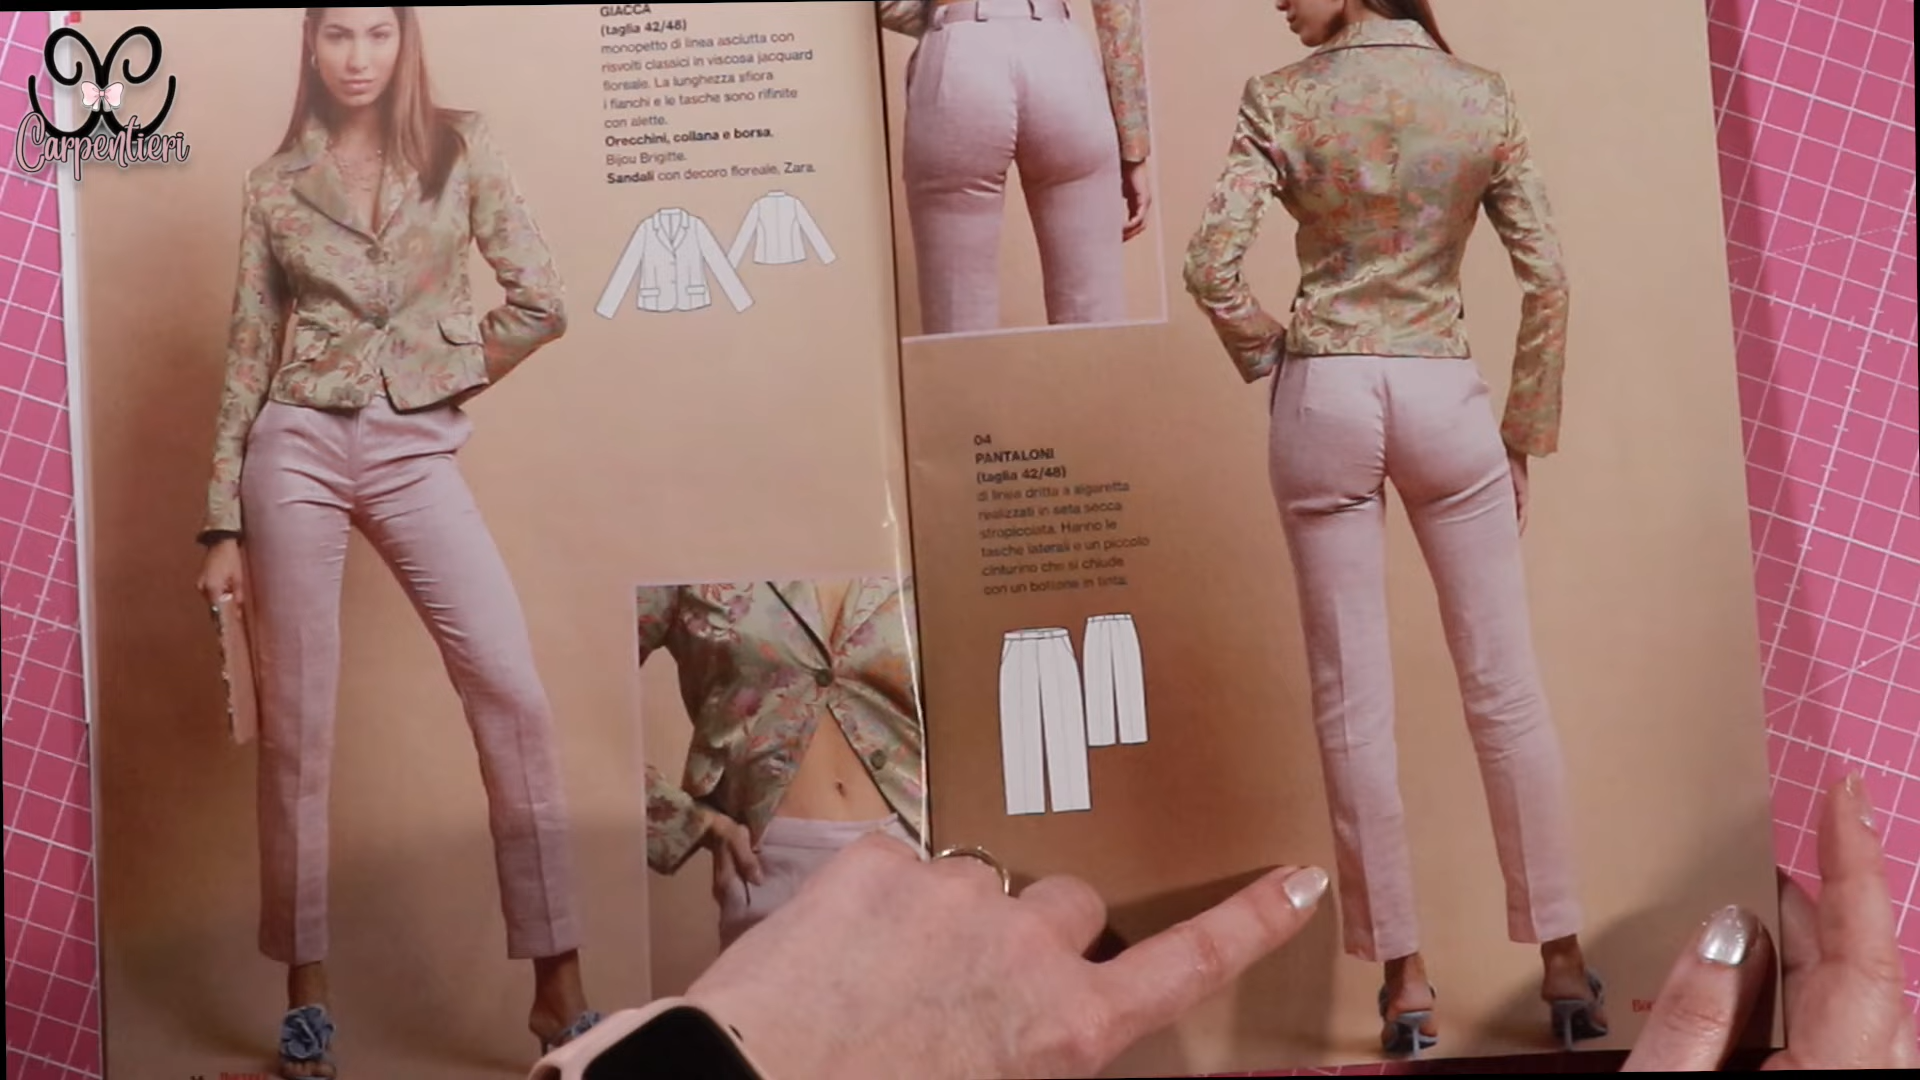 Carpentieri
GIACCA
(taglia 42/48)
monopetto di linea asciutta con
risvolti classici in viscosa jacquard
floreale. La lunghezza sfiora
i fianchi e le tasche sono rifinite
con alette.
Orecchini, collana e borsa,
Bijou Brigitte.
Sandali con decoro floreale, Zara.
04
PANTALONI
(taglia 42/48)
di linea dritta a sigaretta
realizzati in seta secca
stropicciata. Hanno le
tasche laterali e un piccolo
cinturino che si chiude
con un bottone in tinta.